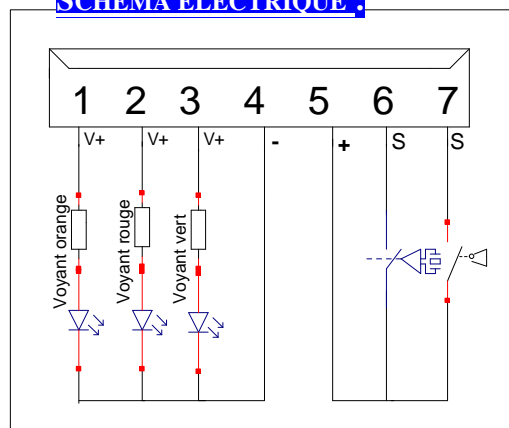 SCHEMA ELECTRIQUE :
1 2 3 4 5 6 7
V+ V+ V+ - + S S
Voyant orange
Voyant rouge
Voyant vert